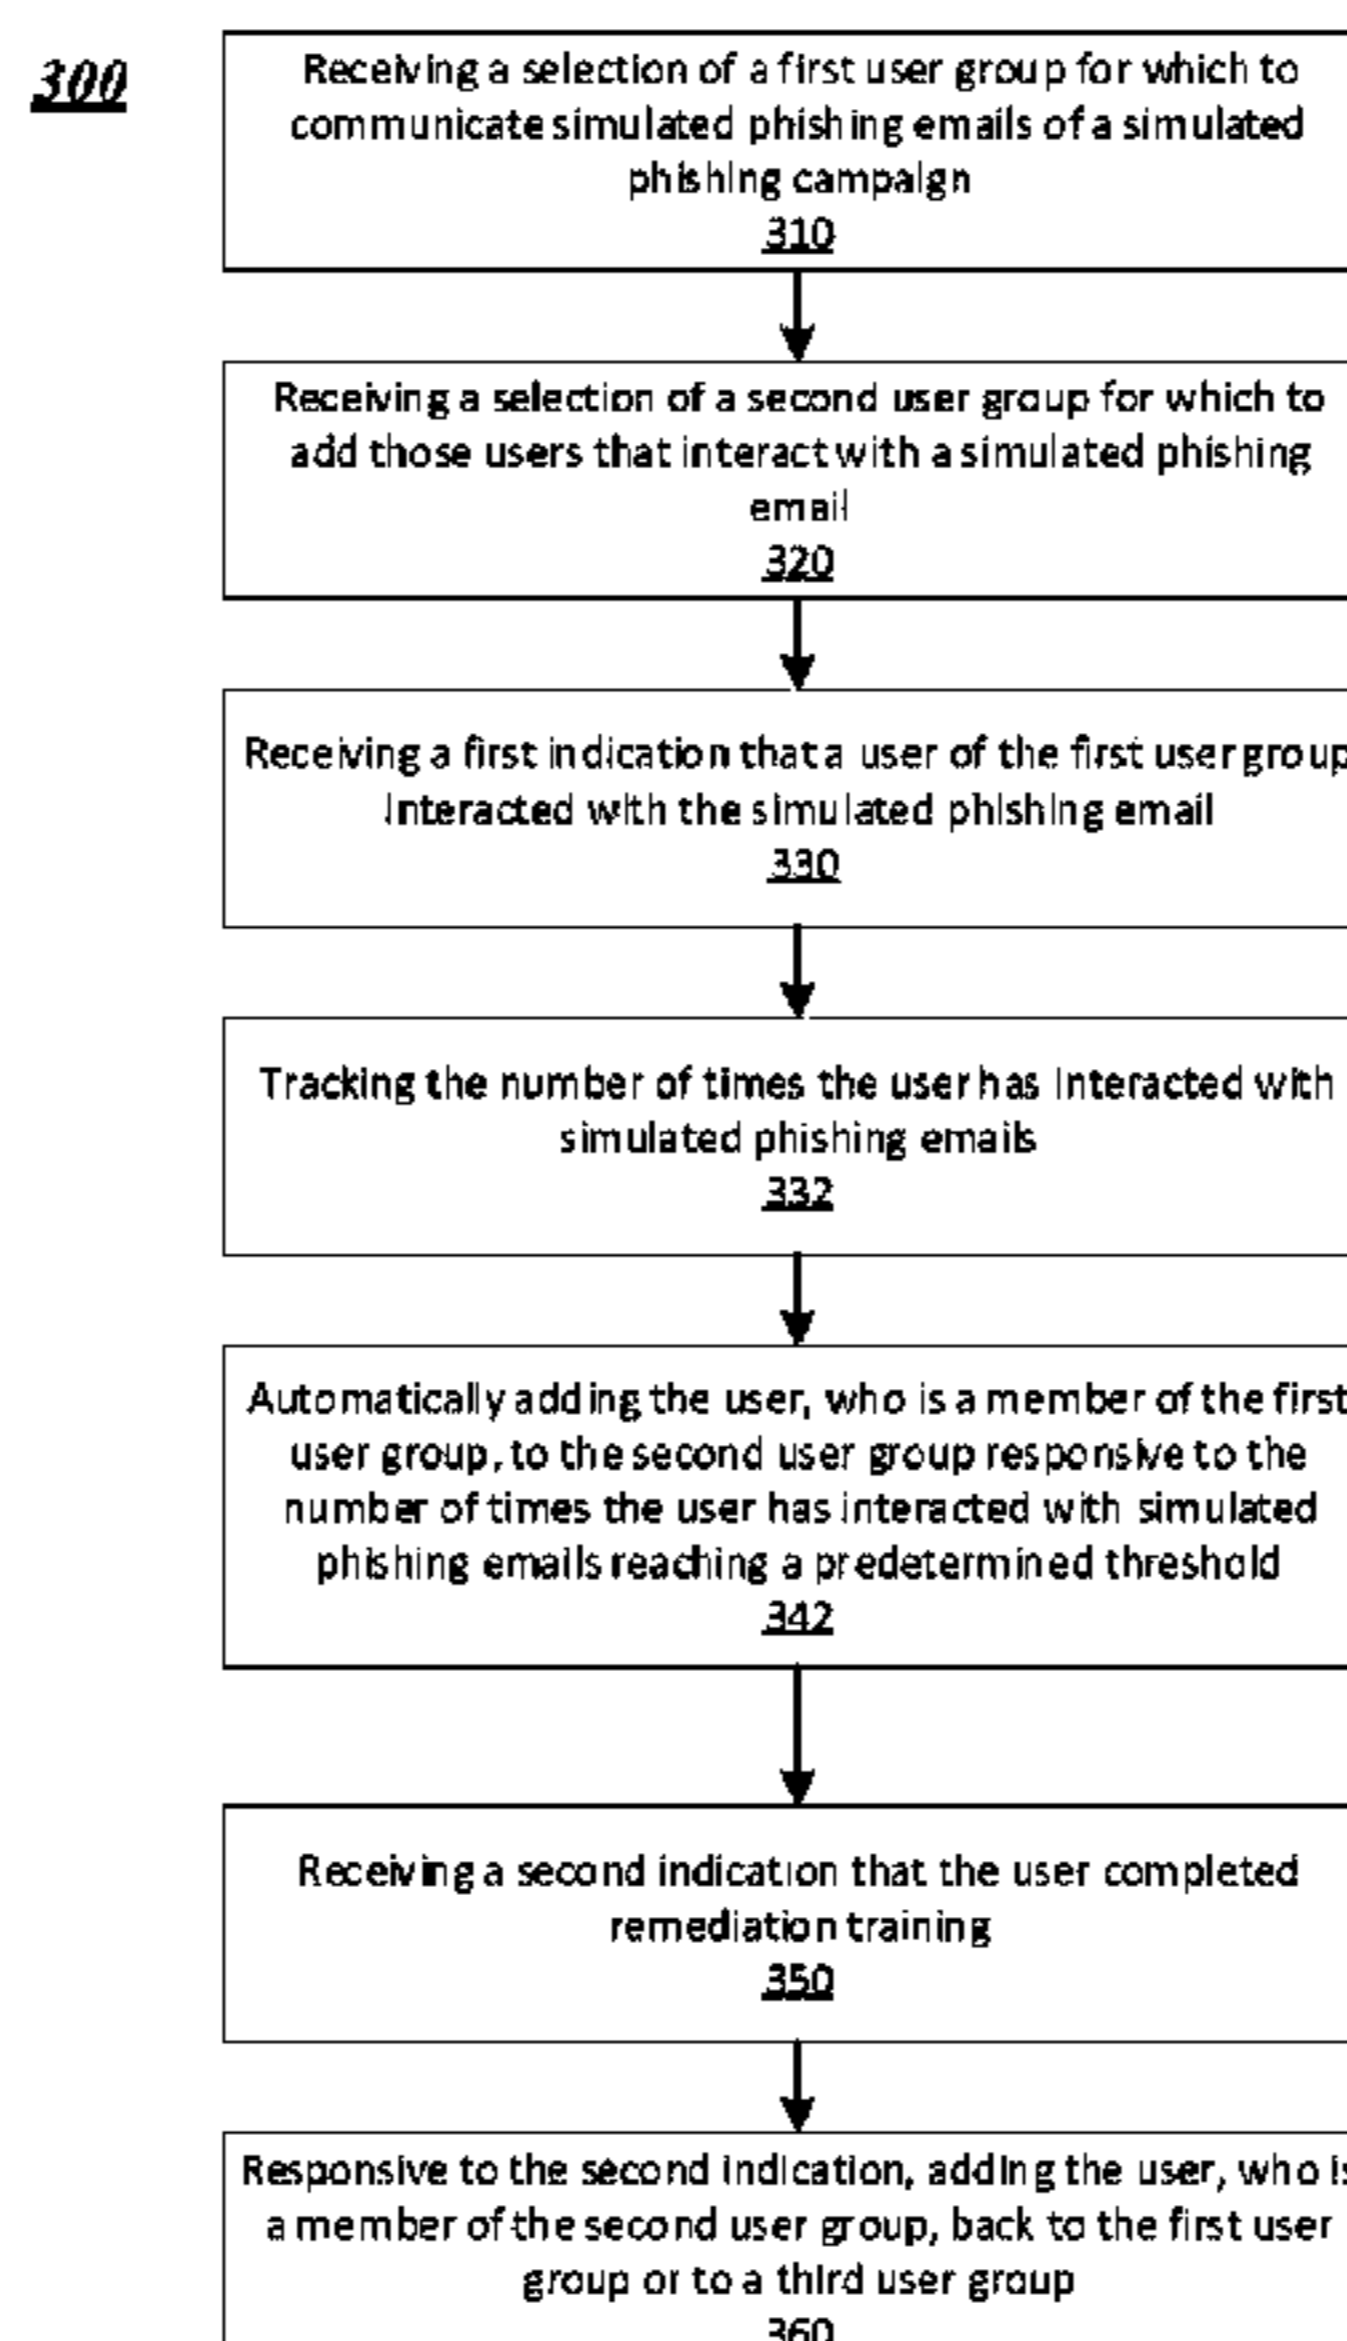 300
Receiving a selection of a first user group for which to
communicate simulated phishing emails of a simulated
phishing campaign
310
Receiving a selection of a second user group for which to
add those users that interact with a simulated phishing
email
320
Receiving a first indication that a user of the first user group
interacted with the simulated phishing email
330
Tracking the number of times the user has interacted with
simulated phishing emails
332
Automatically adding the user, who is a member of the first
user group, to the second user group responsive to the
number of times the user has interacted with simulated
phishing emails reaching a predetermined threshold
342
Receiving a second indication that the user completed
remediation training
350
Responsive to the second indication, adding the user, who is
a member of the second user group, back to the first user
group or to a third user group
360